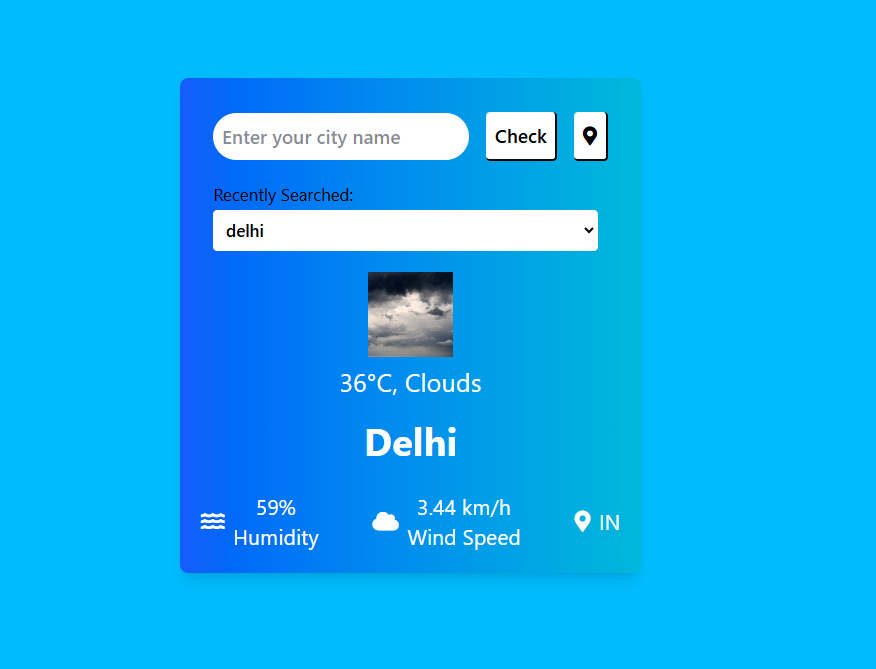 Enter your city name
Check
Recently Searched:
delhi
36°C, Clouds
Delhi
59%
Humidity
3.44 km/h
Wind Speed
IN